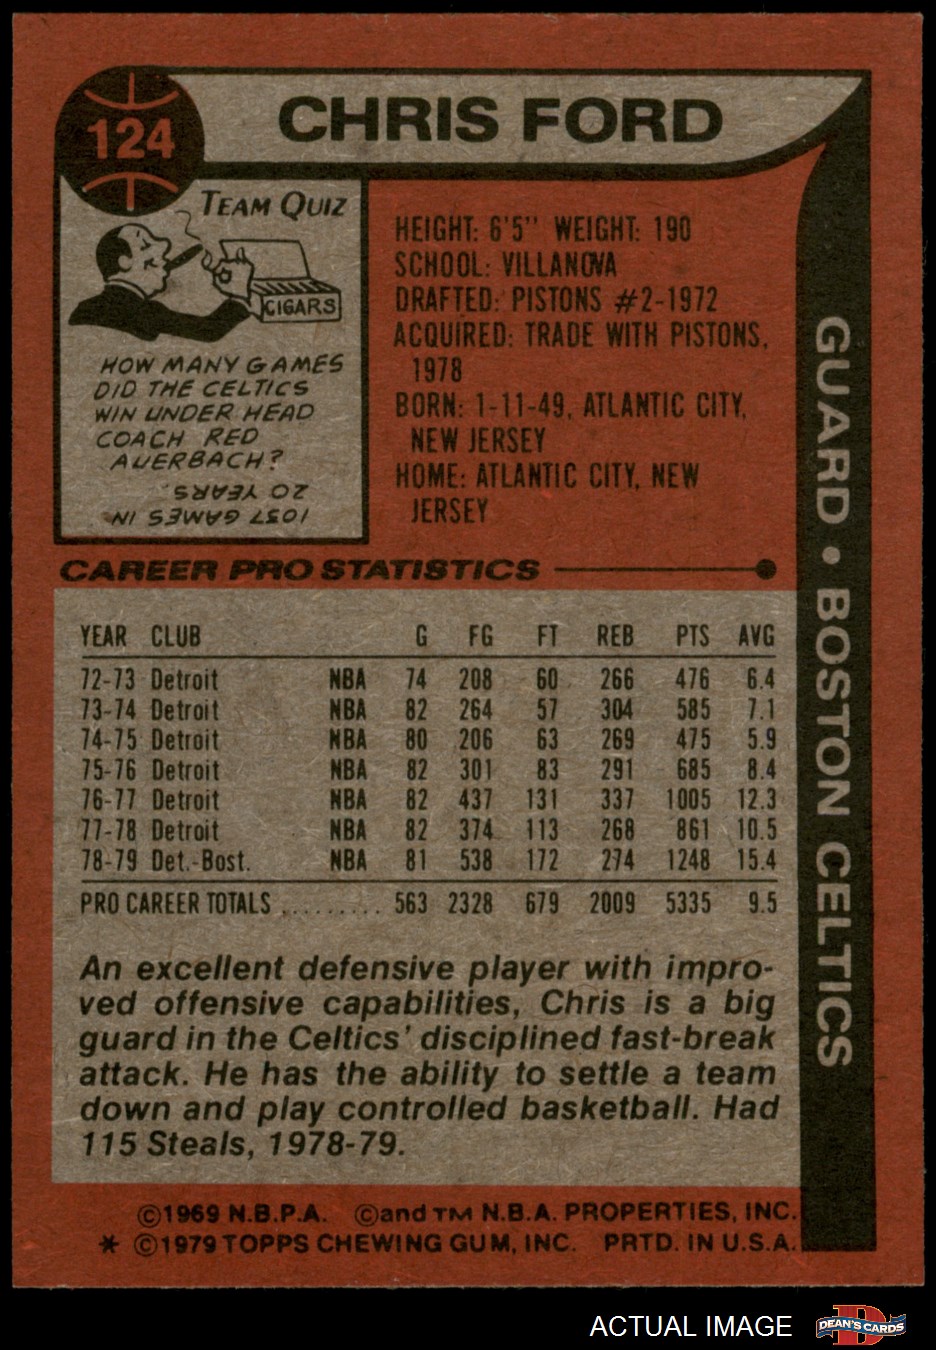 124
CHRIS FORD
TEAM QUIZ
CIGARS
HOW MANY GAMES
DID THE CELTICS
WIN UNDER HEAD
COACH RED
AUERBACH?
1037 GAMES IN
20 YEARS
HEIGHT: 6'5" WEIGHT: 190
SCHOOL: VILLANOVA
DRAFTED: PISTONS #2-1972
ACQUIRED: TRADE WITH PISTONS,
1978
BORN: 1-11-49, ATLANTIC CITY,
NEW JERSEY
HOME: ATLANTIC CITY, NEW
JERSEY
GUARD • BOSTON CELTICS
CAREER PRO STATISTICS
YEAR CLUB G FG FT REB PTS AVG
72-73 Detroit NBA 74 208 60 266 476 6.4
73-74 Detroit NBA 82 264 57 304 585 7.1
74-75 Detroit NBA 80 206 63 269 475 5.9
75-76 Detroit NBA 82 301 83 291 685 8.4
76-77 Detroit NBA 82 437 131 337 1005 12.3
77-78 Detroit NBA 82 374 113 268 861 10.5
78-79 Det.-Bost. NBA 81 538 172 274 1248 15.4
PRO CAREER TOTALS .......... 563 2328 679 2009 5335 9.5
An excellent defensive player with impro-
ved offensive capabilities, Chris is a big
guard in the Celtics' disciplined fast-break
attack. He has the ability to settle a team
down and play controlled basketball. Had
115 Steals, 1978-79.
©1969 N.B.P.A. ©and TM N.B.A. PROPERTIES, INC.
* ©1979 TOPPS CHEWING GUM, INC. PRTD. IN U.S.A.
ACTUAL IMAGE
DEAN'S CARDS